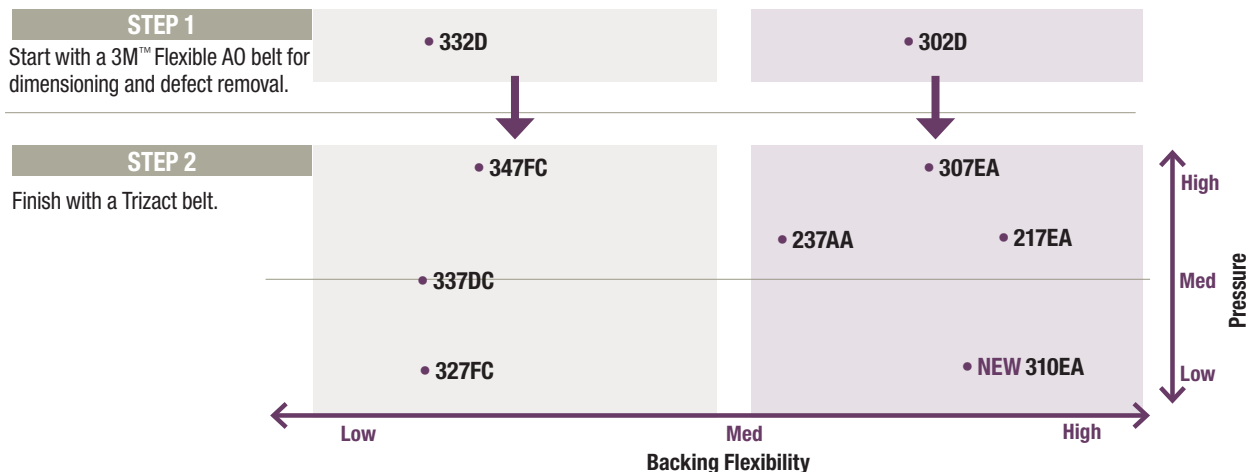 STEP 1
Start with a 3M™ Flexible AO belt for
dimensioning and defect removal.
• 332D
• 302D
STEP 2
Finish with a Trizact belt.
• 347FC
• 307EA
• 237AA
• 217EA
• 337DC
• 327FC
• NEW 310EA
High
Med
Low
Pressure
Low
Med
High
Backing Flexibility